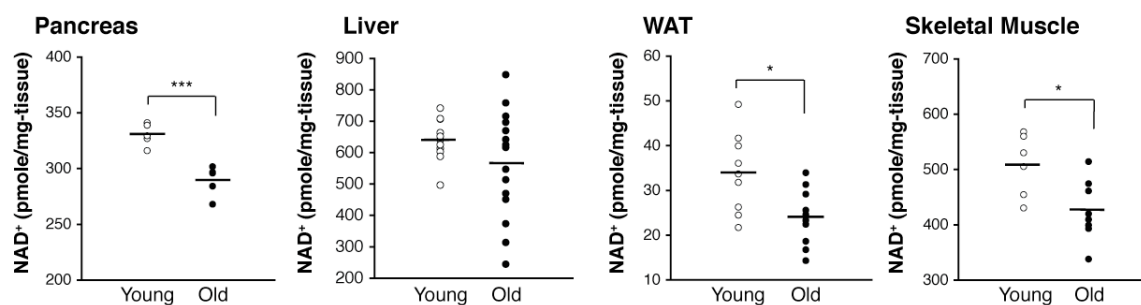 Pancreas
NAD⁺ (pmole/mg-tissue)
400
350
300
250
200
***
Young Old
Liver
NAD⁺ (pmole/mg-tissue)
900
800
700
600
500
400
300
200
Young Old
WAT
NAD⁺ (pmole/mg-tissue)
60
50
40
30
20
10
*
Young Old
Skeletal Muscle
NAD⁺ (pmole/mg-tissue)
700
600
500
400
300
*
Young Old